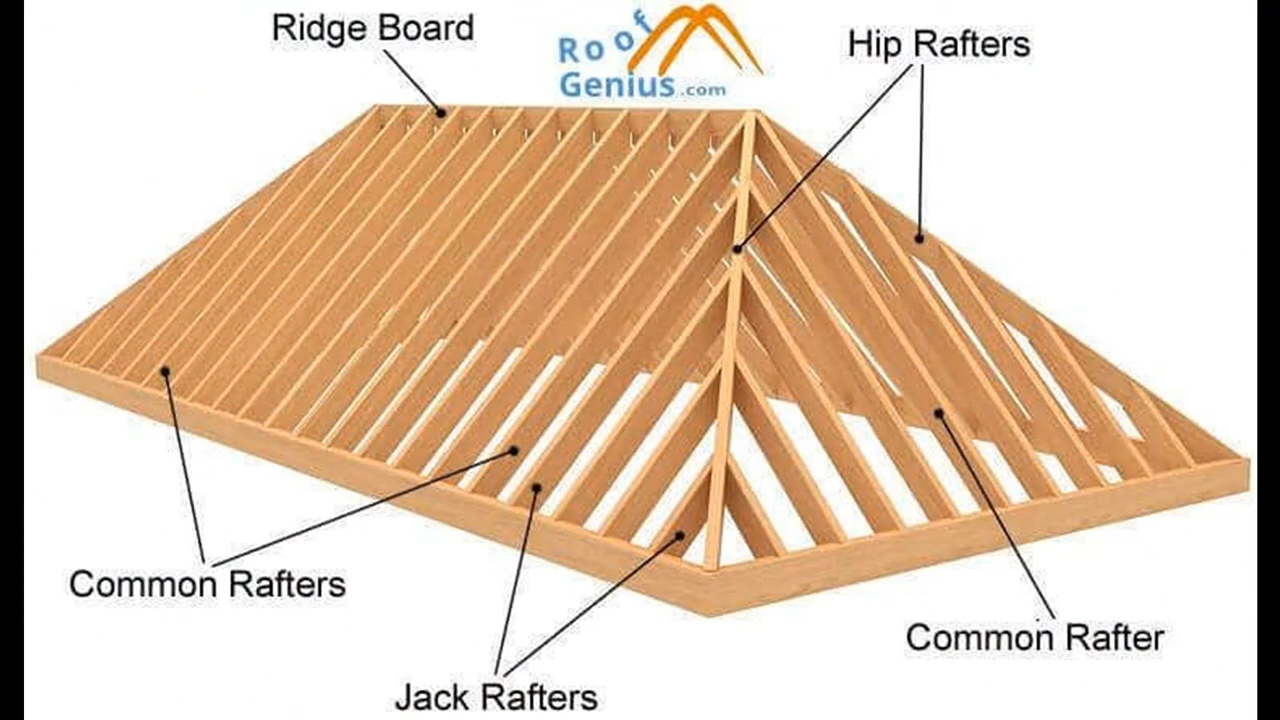 Ridge Board
Roof
Genius.com
Hip Rafters
Common Rafters
Common Rafter
Jack Rafters